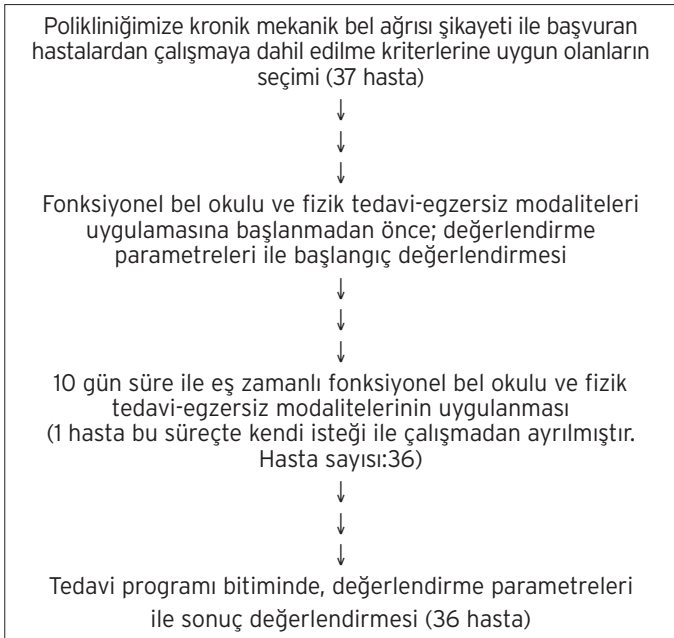 Polikliniğimize kronik mekanik bel ağrısı şikayeti ile başvuran
hastalardan çalışmaya dahil edilme kriterlerine uygun olanların
seçimi (37 hasta)
↓
↓
↓
Fonksiyonel bel okulu ve fizik tedavi-egzersiz modaliteleri
uygulamasına başlanmadan önce; değerlendirme
parametreleri ile başlangıç değerlendirmesi
↓
↓
↓
10 gün süre ile eş zamanlı fonksiyonel bel okulu ve fizik
tedavi-egzersiz modalitelerinin uygulanması
(1 hasta bu süreçte kendi isteği ile çalışmadan ayrılmıştır.
Hasta sayısı:36)
↓
↓
↓
Tedavi programı bitiminde, değerlendirme parametreleri
ile sonuç değerlendirmesi (36 hasta)